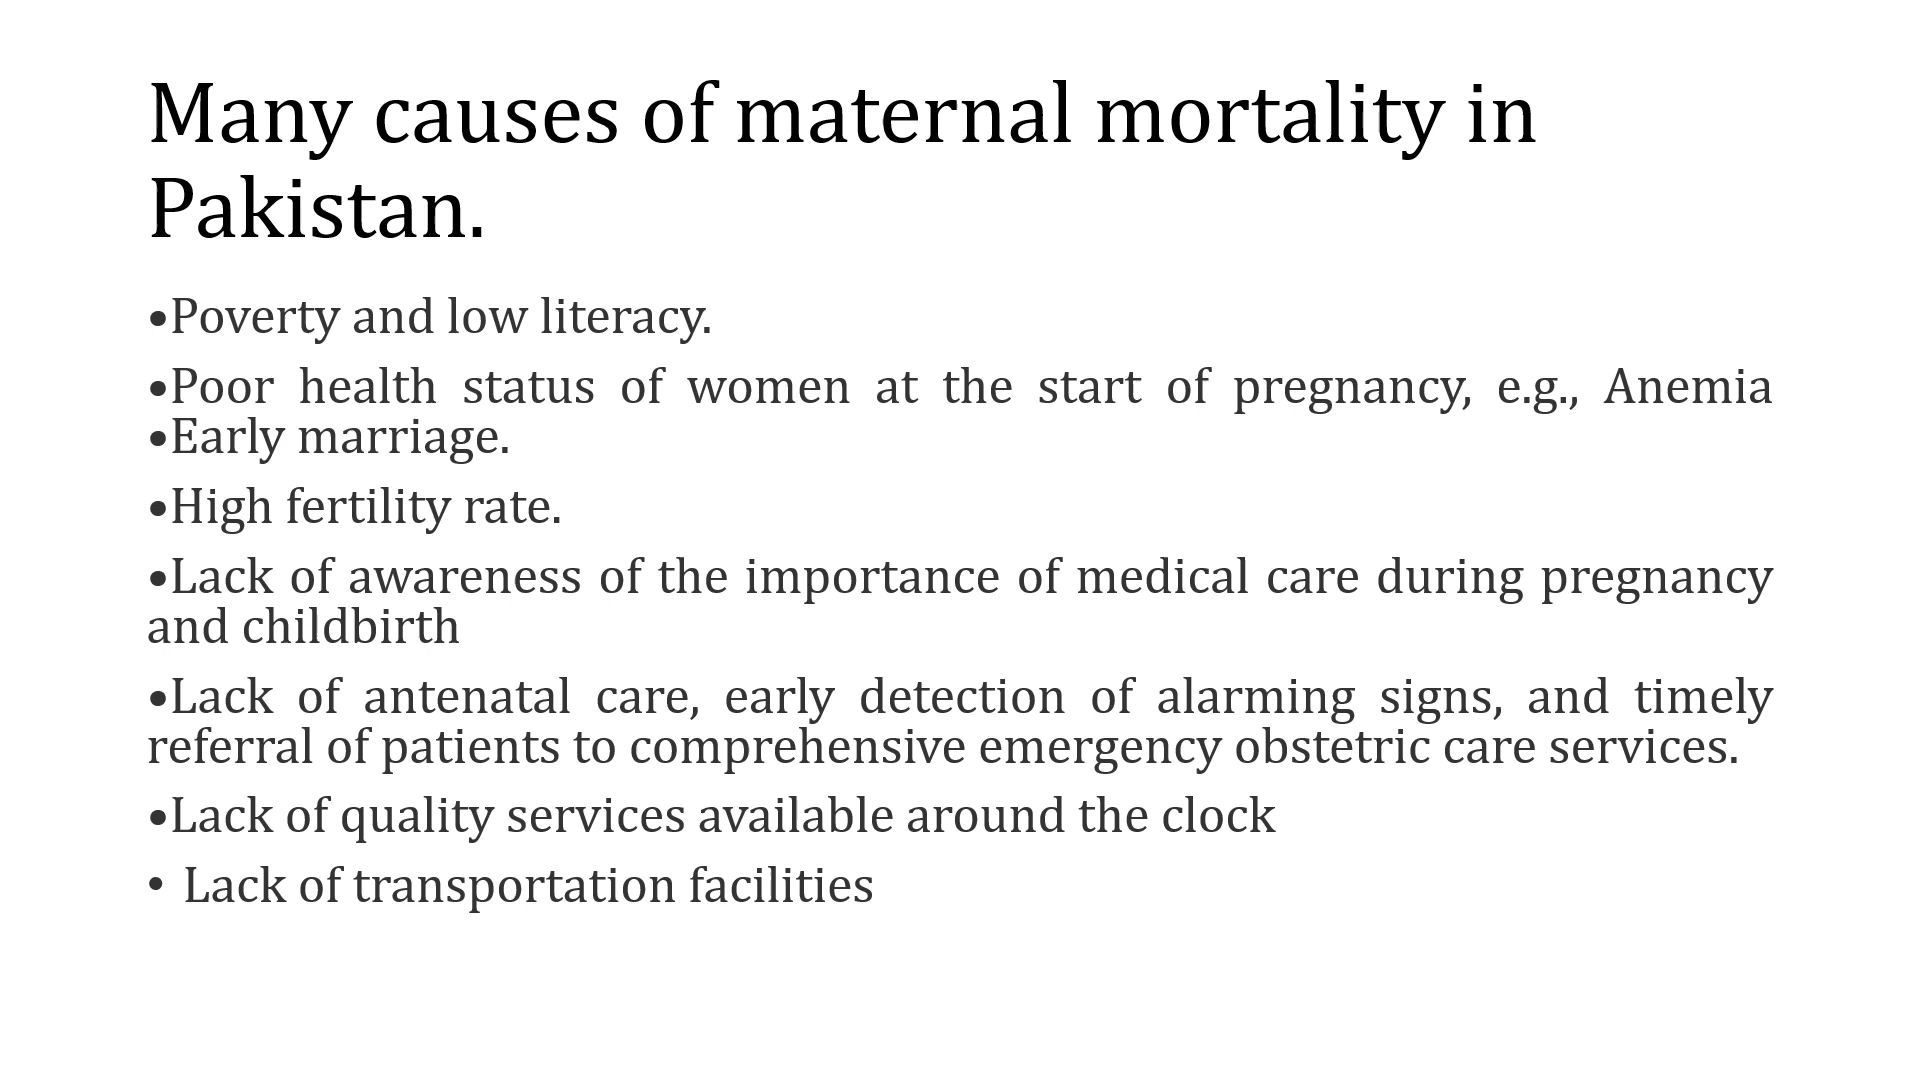 Many causes of maternal mortality in
Pakistan.
•Poverty and low literacy.
•Poor health status of women at the start of pregnancy, e.g., Anemia
•Early marriage.
•High fertility rate.
•Lack of awareness of the importance of medical care during pregnancy
and childbirth
•Lack of antenatal care, early detection of alarming signs, and timely
referral of patients to comprehensive emergency obstetric care services.
•Lack of quality services available around the clock
• Lack of transportation facilities